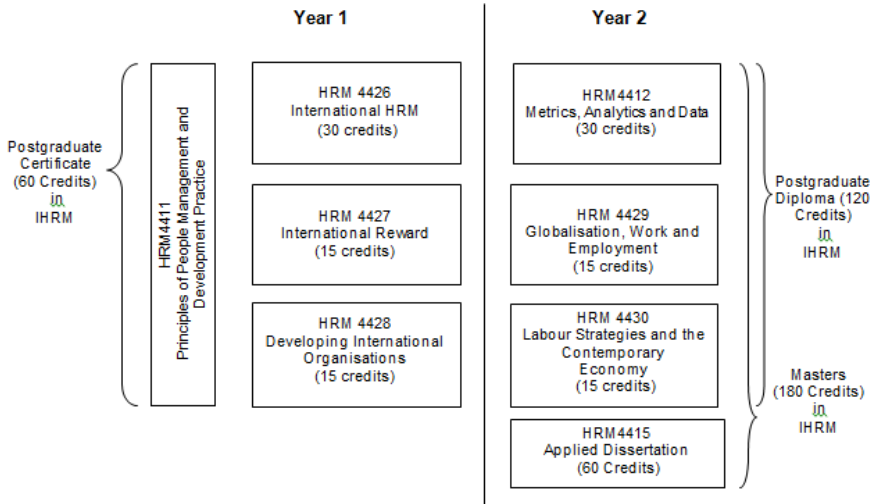 Year 1
Year 2
Postgraduate
Certificate
(60 Credits)
in
IHRM
HRM4411
Principles of People Management and
Development Practice
HRM 4426
International HRM
(30 credits)
HRM 4427
International Reward
(15 credits)
HRM 4428
Developing International
Organisations
(15 credits)
HRM4412
Metrics, Analytics and Data
(30 credits)
HRM 4429
Globalisation, Work and
Employment
(15 credits)
HRM 4430
Labour Strategies and the
Contemporary
Economy
(15 credits)
HRM4415
Applied Dissertation
(60 Credits)
Postgraduate
Diploma (120
Credits)
in
IHRM
Masters
(180 Credits)
in
IHRM